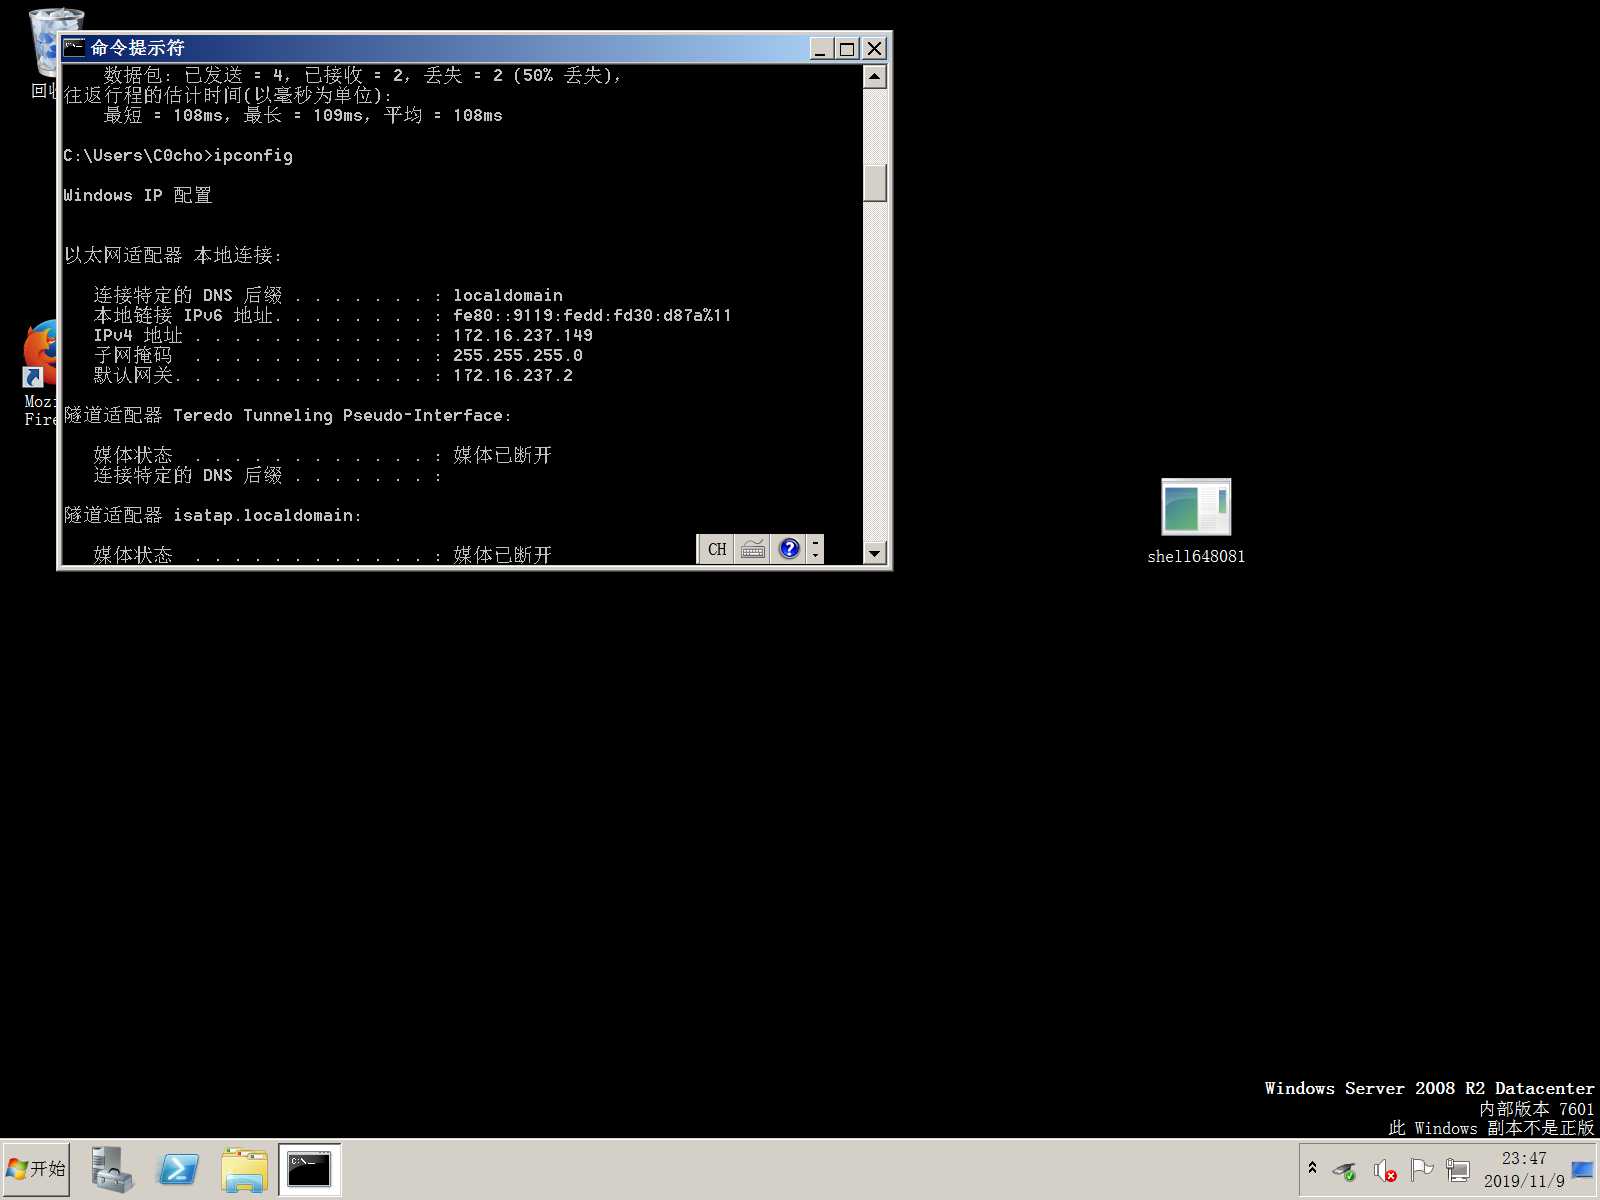 命令提示符
数据包: 已发送 = 4，已接收 = 2，丢失 = 2 (50% 丢失)，
往返行程的估计时间(以毫秒为单位):
最短 = 108ms，最长 = 109ms，平均 = 108ms
C:\Users\C0cho>ipconfig
Windows IP 配置
以太网适配器 本地连接:
连接特定的 DNS 后缀 . . . . . . . : localdomain
本地链接 IPv6 地址. . . . . . . . : fe80::9119:fedd:fd30:d87a%11
IPv4 地址 . . . . . . . . . . . . : 172.16.237.149
子网掩码  . . . . . . . . . . . . : 255.255.255.0
默认网关. . . . . . . . . . . . . : 172.16.237.2
隧道适配器 Teredo Tunneling Pseudo-Interface:
媒体状态  . . . . . . . . . . . . : 媒体已断开
连接特定的 DNS 后缀 . . . . . . . :
隧道适配器 isatap.localdomain:
媒体状态  . . . . . . . . . . . . : 媒体已断开
CH
shell648081
Windows Server 2008 R2 Datacenter
内部版本 7601
此 Windows 副本不是正版
开始
23:47
2019/11/9